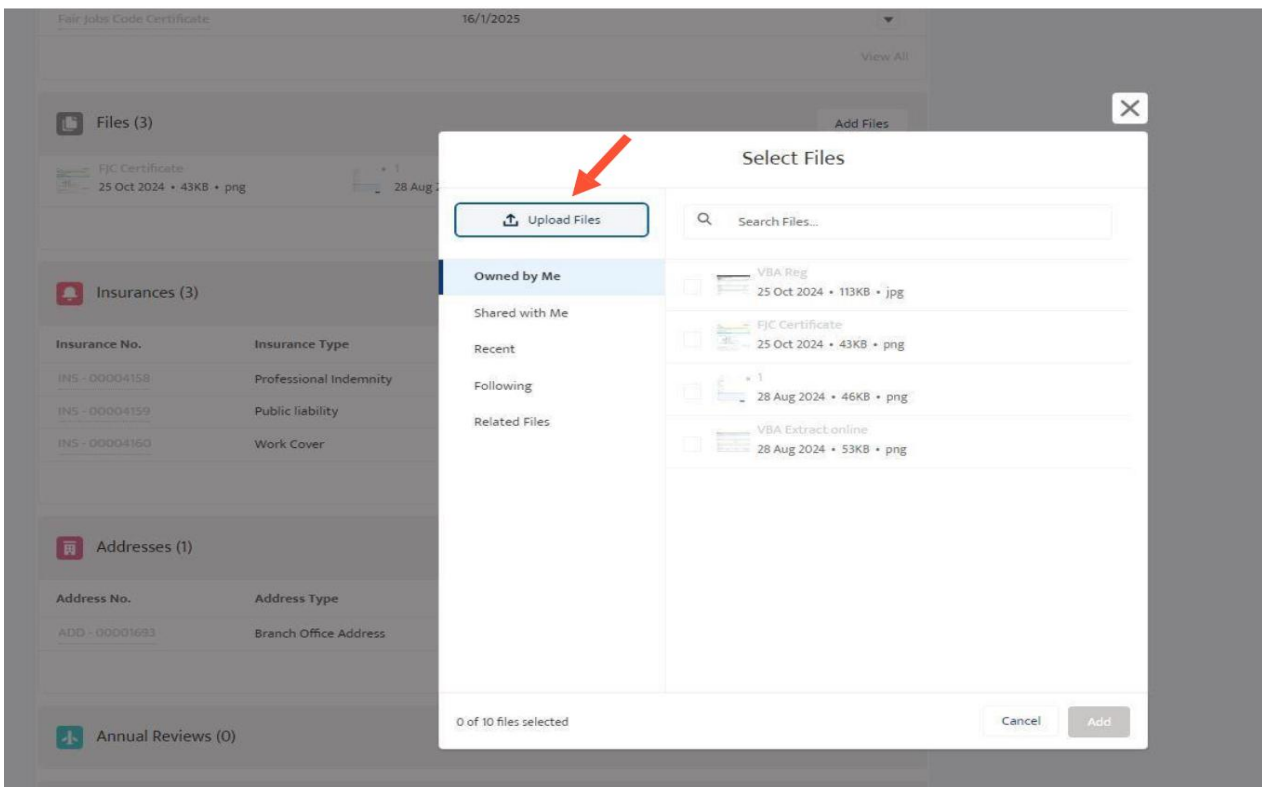 Fair Jobs Code Certificate 16/1/2025
View All
Files (3) Add Files
FJC Certificate
25 Oct 2024 • 43KB • png
1
28 Aug
Insurances (3)
Insurance No. Insurance Type
INS - 00004158 Professional Indemnity
INS - 00004159 Public liability
INS - 00004160 Work Cover
Addresses (1)
Address No. Address Type
ADD - 00001693 Branch Office Address
Annual Reviews (0)
Select Files
Upload Files
Search Files...
Owned by Me
Shared with Me
Recent
Following
Related Files
VBA Reg
25 Oct 2024 • 113KB • jpg
FJC Certificate
25 Oct 2024 • 43KB • png
1
28 Aug 2024 • 46KB • png
VBA Extract online
28 Aug 2024 • 53KB • png
0 of 10 files selected
Cancel Add